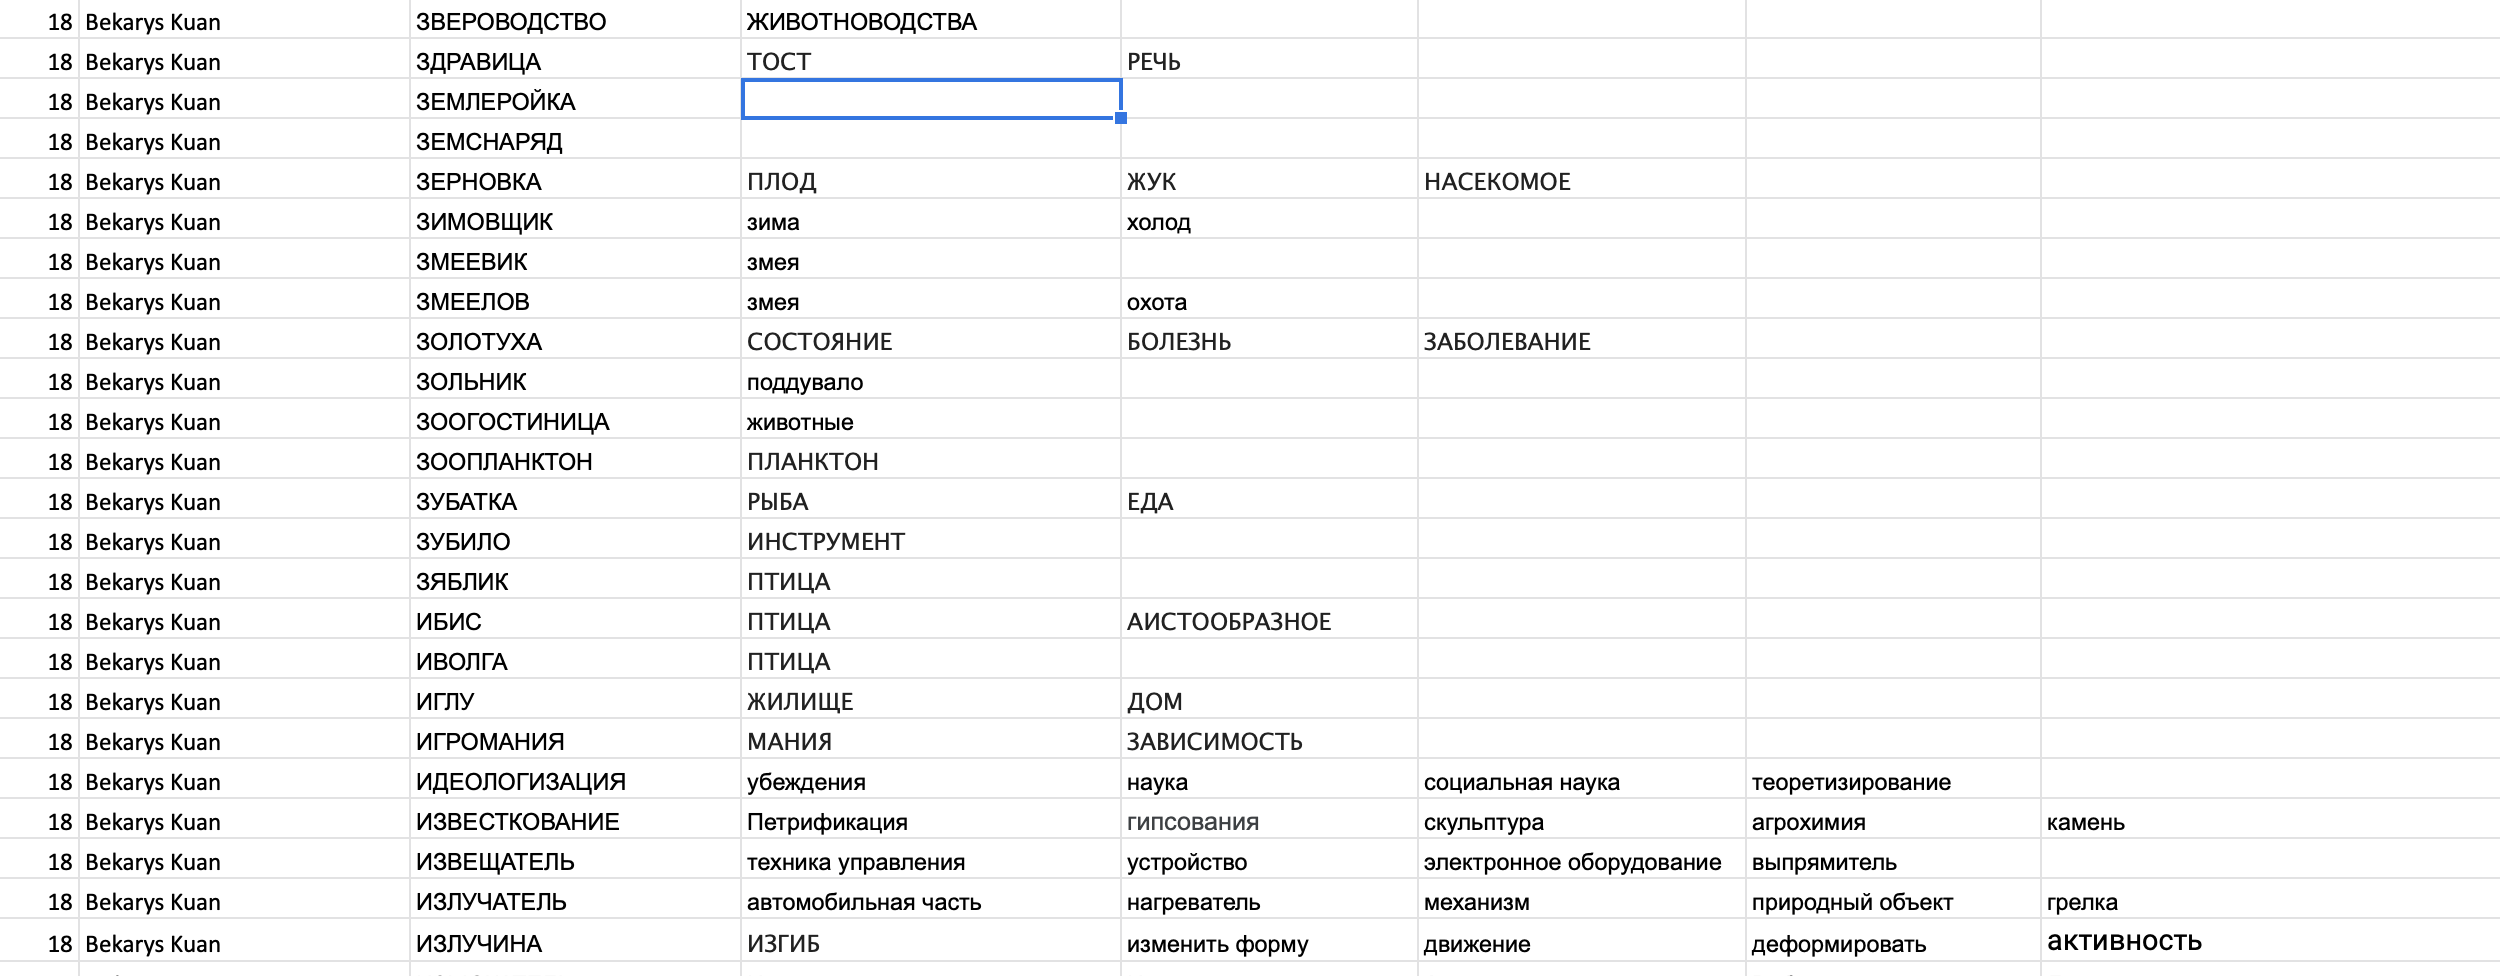 18 Bekarys Kuan ЗВЕРОВОДСТВО ЖИВОТНОВОДСТВА
18 Bekarys Kuan ЗДРАВИЦА ТОСТ РЕЧЬ
18 Bekarys Kuan ЗЕМЛЕРОЙКА
18 Bekarys Kuan ЗЕМСНАРЯД
18 Bekarys Kuan ЗЕРНОВКА ПЛОД ЖУК НАСЕКОМОЕ
18 Bekarys Kuan ЗИМОВЩИК зима холод
18 Bekarys Kuan ЗМЕЕВИК змея
18 Bekarys Kuan ЗМЕЕЛОВ змея охота
18 Bekarys Kuan ЗОЛОТУХА СОСТОЯНИЕ БОЛЕЗНЬ ЗАБОЛЕВАНИЕ
18 Bekarys Kuan ЗОЛЬНИК поддувало
18 Bekarys Kuan ЗООГОСТИНИЦА животные
18 Bekarys Kuan ЗООПЛАНКТОН ПЛАНКТОН
18 Bekarys Kuan ЗУБАТКА РЫБА ЕДА
18 Bekarys Kuan ЗУБИЛО ИНСТРУМЕНТ
18 Bekarys Kuan ЗЯБЛИК ПТИЦА
18 Bekarys Kuan ИБИС ПТИЦА АИСТООБРАЗНОЕ
18 Bekarys Kuan ИВОЛГА ПТИЦА
18 Bekarys Kuan ИГЛУ ЖИЛИЩЕ ДОМ
18 Bekarys Kuan ИГРОМАНИЯ МАНИЯ ЗАВИСИМОСТЬ
18 Bekarys Kuan ИДЕОЛОГИЗАЦИЯ убеждения наука социальная наука теоретизирование
18 Bekarys Kuan ИЗВЕСТКОВАНИЕ Петрификация гипсования скульптура агрохимия камень
18 Bekarys Kuan ИЗВЕЩАТЕЛЬ техника управления устройство электронное оборудование выпрямитель
18 Bekarys Kuan ИЗЛУЧАТЕЛЬ автомобильная часть нагреватель механизм природный объект грелка
18 Bekarys Kuan ИЗЛУЧИНА ИЗГИБ изменить форму движение деформировать активность